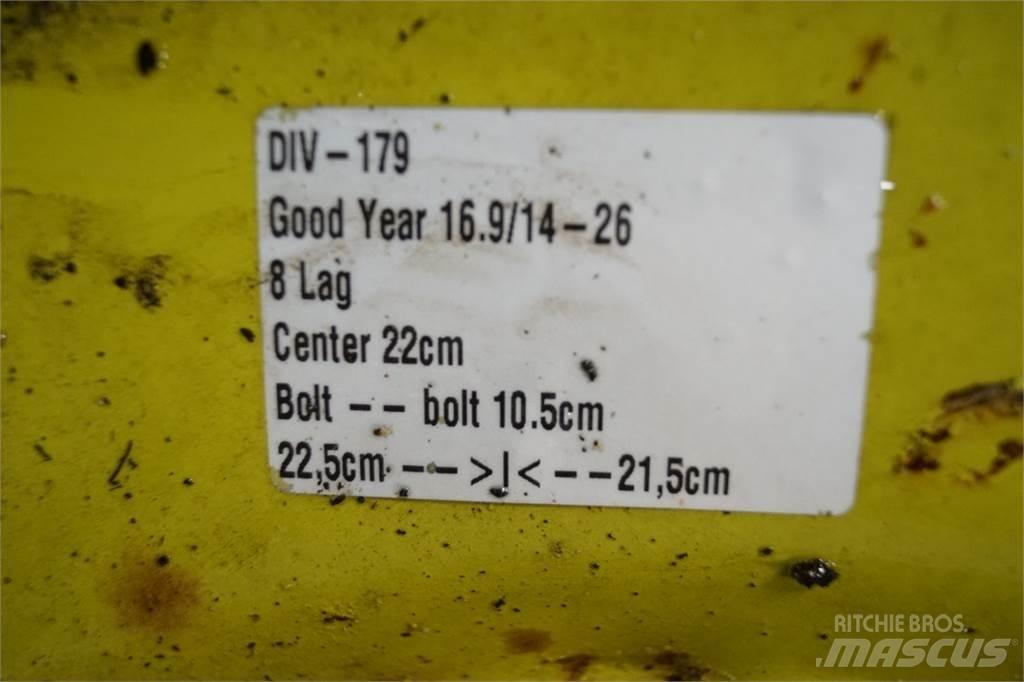 DIV – 179
Good Year 16.9/14 – 26
8 Lag
Center 22cm
Bolt – – bolt 10.5cm
22,5cm – – >|< – – 21,5cm
RITCHIE BROS.
MASCUS